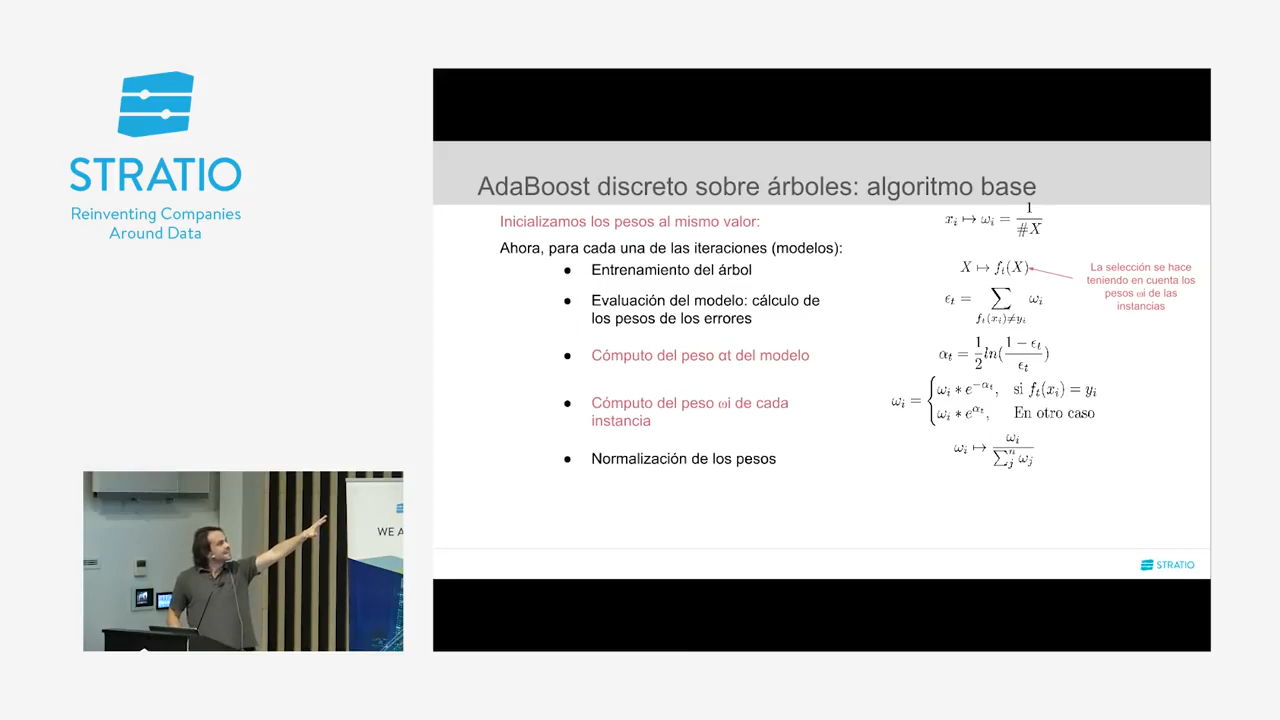 STRATIO
Reinventing Companies
Around Data
AdaBoost discreto sobre árboles: algoritmo base
Inicializamos los pesos al mismo valor:
x_i ↦ ω_i = 1 / #X
Ahora, para cada una de las iteraciones (modelos):
● Entrenamiento del árbol
X ↦ f_t(X)
La selección se hace
teniendo en cuenta los
pesos ωi de las
instancias
● Evaluación del modelo: cálculo de
los pesos de los errores
ϵ_t = ∑_{f_t(x_i)≠y_i} ω_i
● Cómputo del peso αt del modelo
α_t = 1/2 ln((1 − ϵ_t) / ϵ_t)
● Cómputo del peso ωi de cada
instancia
ω_i = { ω_i * e^{−α_t}, si f_t(x_i) = y_i
ω_i * e^{α_t}, En otro caso
● Normalización de los pesos
ω_i ↦ ω_i / ∑_j^n ω_j
STRATIO
WE A